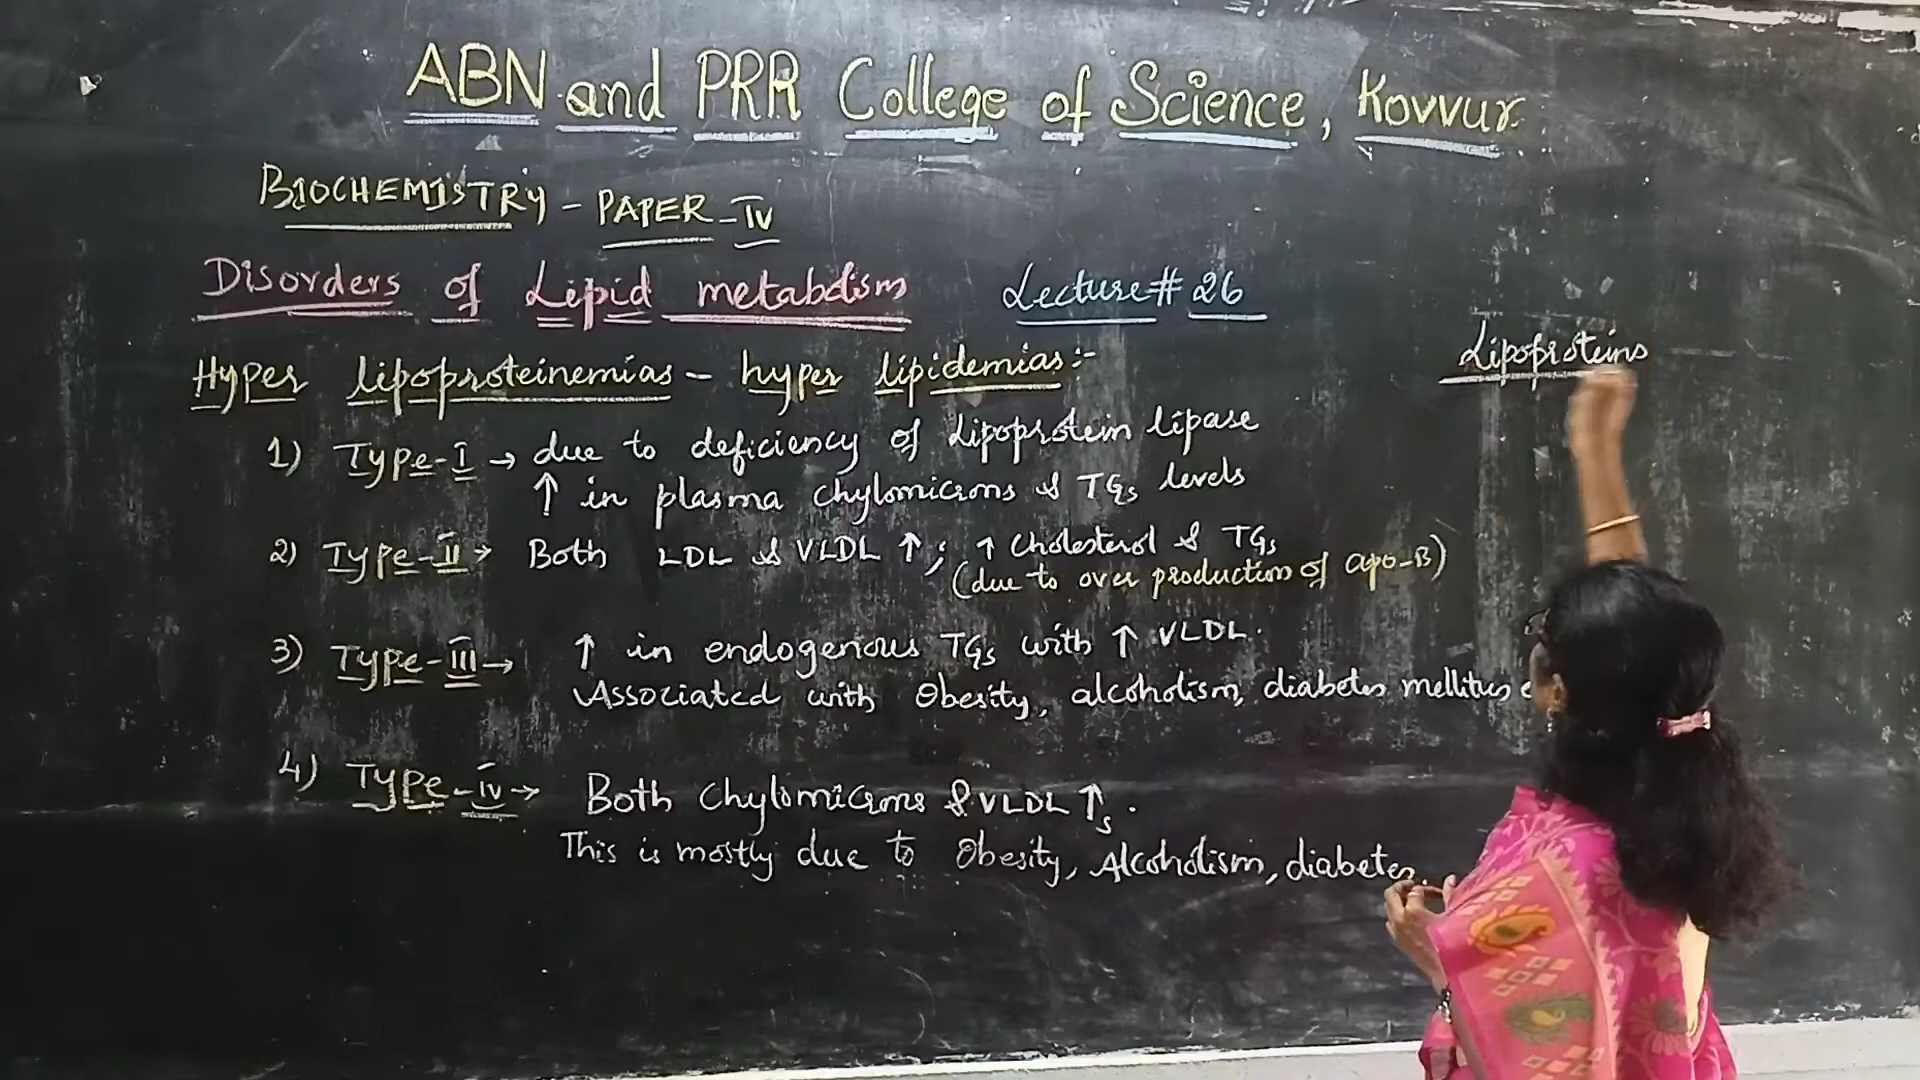 ABN and PRR College of Science, Kovvur.
BIOCHEMISTRY - PAPER - IV
Disorders of Lipid metabolism Lecture # 26
Lipoproteins
Hyper lipoproteinemias - hyper lipidemias :-
1) Type - I → due to deficiency of Lipoprotein lipase
↑ in plasma chylomicrons & TGs levels
2) Type - II → Both LDL & VLDL ↑; ↑ Cholesterol & TGs
(due to over production of apo-B)
3) Type - III → ↑ in endogenous TGs with ↑ VLDL.
Associated with Obesity, alcoholism, diabetes mellitus
4) Type - IV → Both Chylomicrons & VLDL ↑s.
This is mostly due to Obesity, Alcoholism, diabetes.